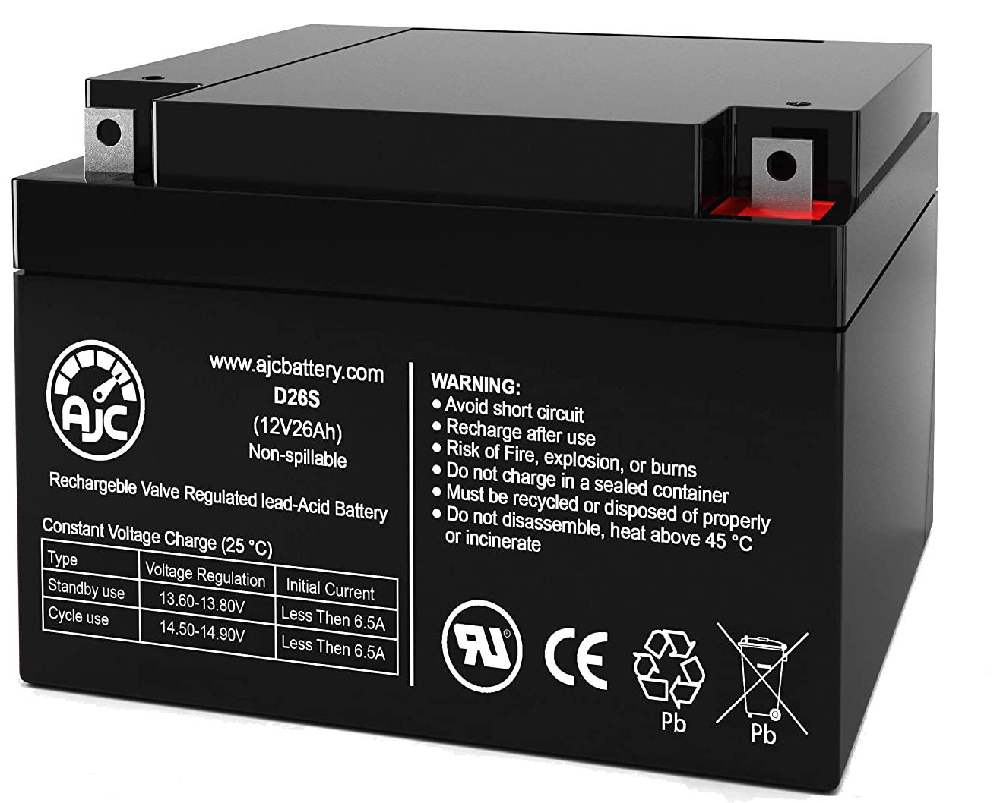 AJC
www.ajcbattery.com
D26S
(12V26Ah)
Non-spillable
Rechargeble Valve Regulated lead-Acid Battery
Constant Voltage Charge (25 °C)
Type Voltage Regulation Initial Current
Standby use 13.60-13.80V Less Then 6.5A
Cycle use 14.50-14.90V Less Then 6.5A
WARNING:
• Avoid short circuit
• Recharge after use
• Risk of Fire, explosion, or burns
• Do not charge in a sealed container
• Must be recycled or disposed of properly
• Do not disassemble, heat above 45 °C
or incinerate
RU ®
CE
Pb
Pb